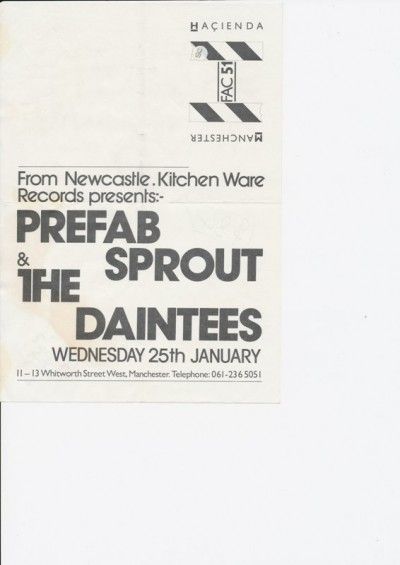 HAÇIENDA
FAC 51
MANCHESTER
From Newcastle. Kitchen Ware
Records presents:-
PREFAB
& SPROUT
THE
DAINTEES
WEDNESDAY 25th JANUARY
11-13 Whitworth Street West, Manchester. Telephone: 061-236 5051